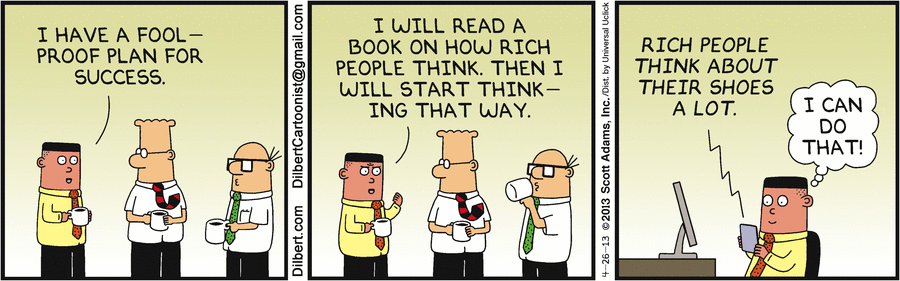 I HAVE A FOOL-
PROOF PLAN FOR
SUCCESS.
Dilbert.com DilbertCartoonist@gmail.com
I WILL READ A
BOOK ON HOW RICH
PEOPLE THINK. THEN I
WILL START THINK-
ING THAT WAY.
4-26-13 © 2013 Scott Adams, Inc. /Dist. by Universal Uclick
RICH PEOPLE
THINK ABOUT
THEIR SHOES
A LOT.
I CAN
DO
THAT!